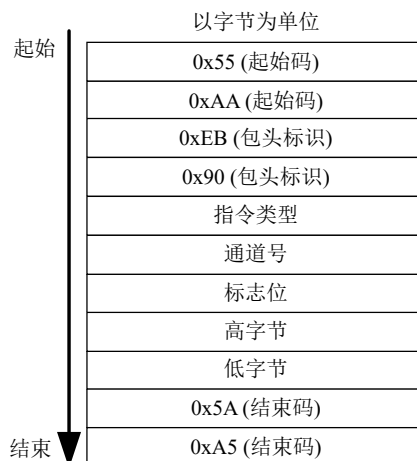 以字节为单位
起始
0x55 (起始码)
0xAA (起始码)
0xEB (包头标识)
0x90 (包头标识)
指令类型
通道号
标志位
高字节
低字节
0x5A (结束码)
0xA5 (结束码)
结束